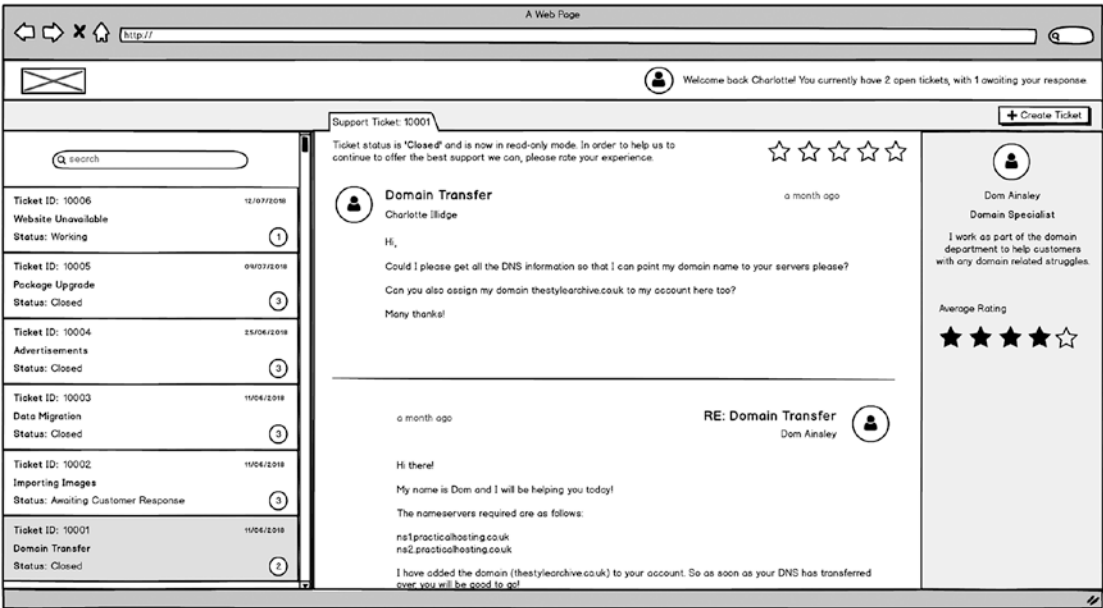 A Web Page
http://
Welcome back Charlotte! You currently have 2 open tickets, with 1 awaiting your response.
Support Ticket: 10001
+ Create Ticket
search
Ticket ID: 10006 12/07/2018
Website Unavailable
Status: Working 1
Ticket ID: 10005 09/07/2018
Package Upgrade
Status: Closed 3
Ticket ID: 10004 25/06/2018
Advertisements
Status: Closed 3
Ticket ID: 10003 11/06/2018
Data Migration
Status: Closed 3
Ticket ID: 10002 11/06/2018
Importing Images
Status: Awaiting Customer Response 3
Ticket ID: 10001 11/06/2018
Domain Transfer
Status: Closed 2
Ticket status is 'Closed' and is now in read-only mode. In order to help us to
continue to offer the best support we can, please rate your experience.
Domain Transfer a month ago
Charlotte Illidge
Hi,
Could I please get all the DNS information so that I can point my domain name to your servers please?
Can you also assign my domain thestylearchive.co.uk to my account here too?
Many thanks!
a month ago RE: Domain Transfer
Dom Ainsley
Hi there!
My name is Dom and I will be helping you today!
The nameservers required are as follows:
ns1.practicalhosting.co.uk
ns2.practicalhosting.co.uk
I have added the domain (thestylearchive.co.uk) to your account. So as soon as your DNS has transferred
over, you will be good to go!
Dom Ainsley
Domain Specialist
I work as part of the domain
department to help customers
with any domain related struggles.
Average Rating